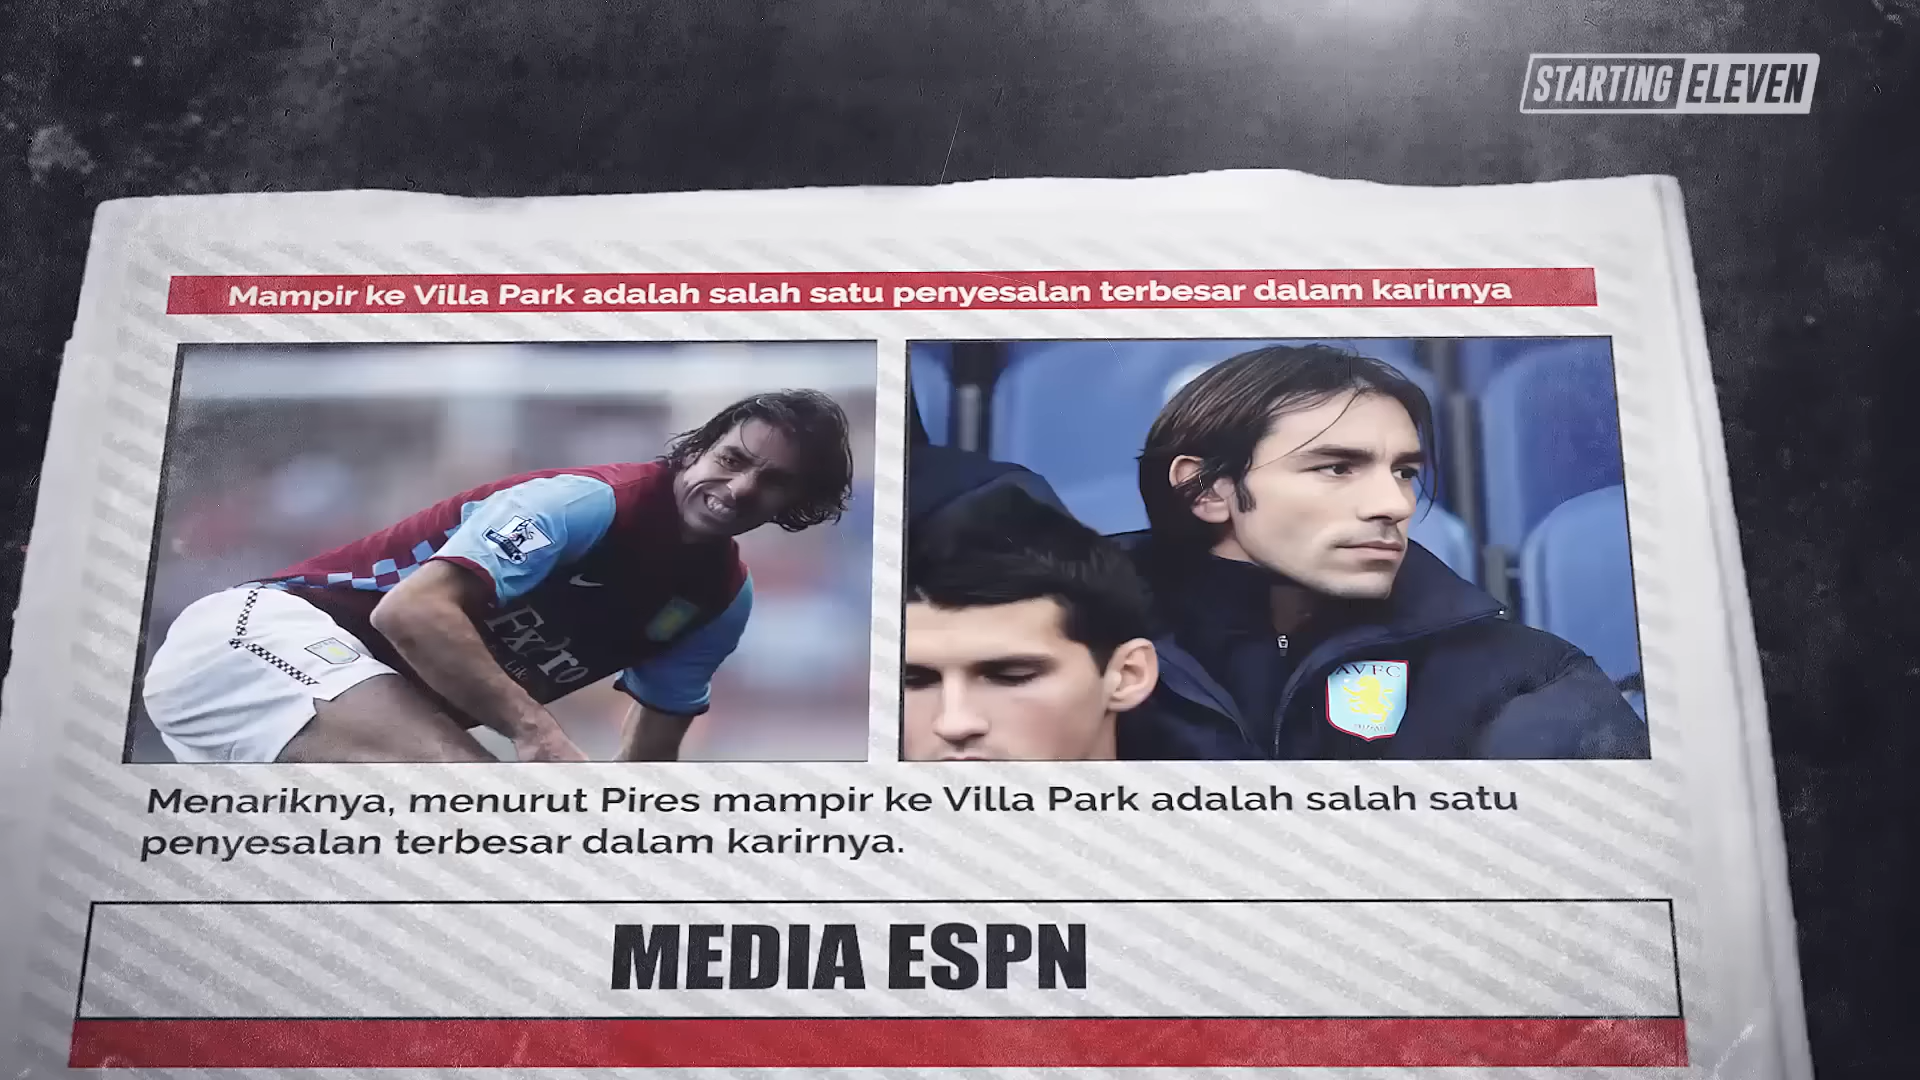 STARTING ELEVEN
Mampir ke Villa Park adalah salah satu penyesalan terbesar dalam karirnya
AVFC
Menariknya, menurut Pires mampir ke Villa Park adalah salah satu
penyesalan terbesar dalam karirnya.
MEDIA ESPN